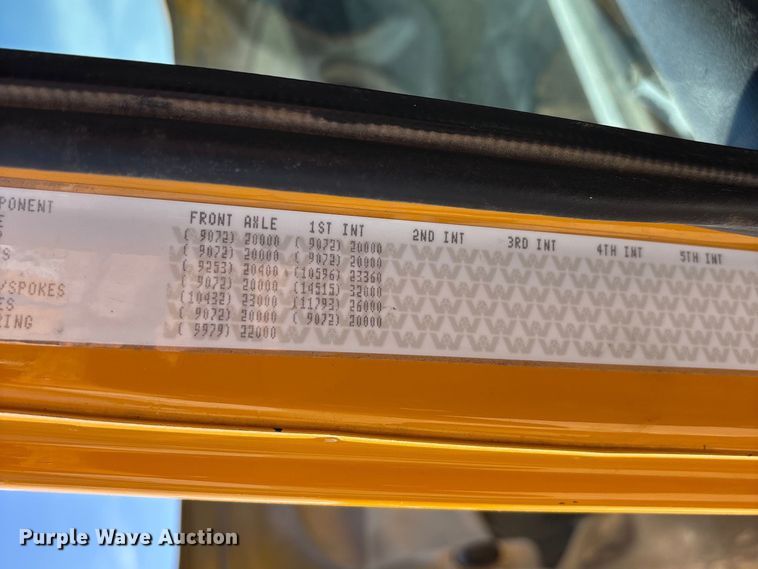 PONENT FRONT AXLE 1ST INT 2ND INT 3RD INT 4TH INT 5TH INT
( 9072) 20000 ( 9072) 20000
( 9072) 20000 ( 9072) 20000
( 9253) 20400 (10596) 23360
/SPOKES ( 9072) 20000 (14515) 32000
ES (10432) 23000 (11793) 26000
RING ( 9072) 20000 ( 9072) 20000
( 9979) 22000
Purple Wave Auction